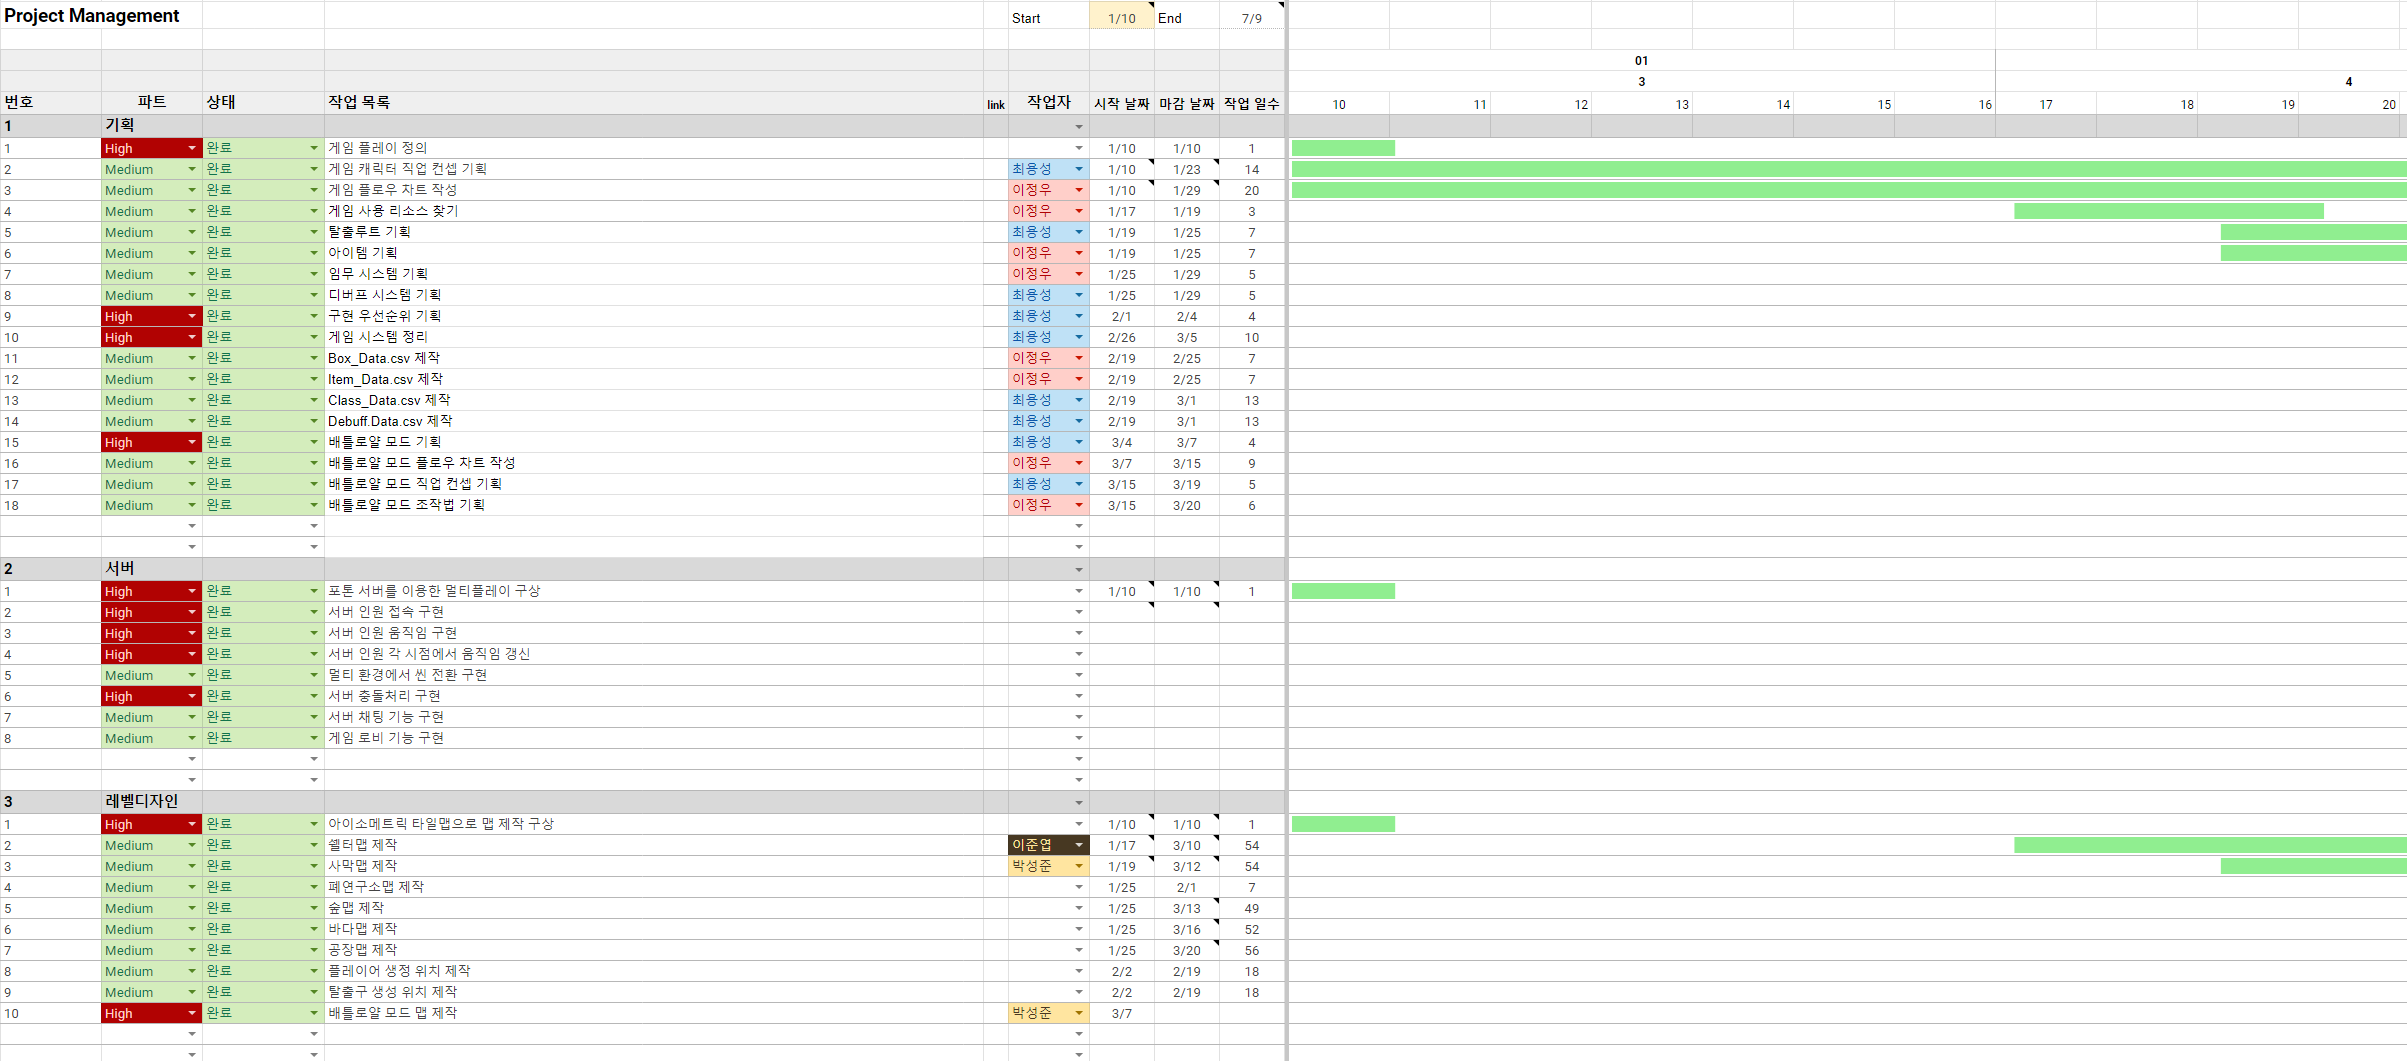 Project Management Start 1/10 End 7/9
01
3 4
번호 파트 상태 작업 목록 link 작업자 시작 날짜 마감 날짜 작업 일수 10 11 12 13 14 15 16 17 18 19 20
1 기획
1 High 완료 게임 플레이 정의 1/10 1/10 1
2 Medium 완료 게임 캐릭터 직업 컨셉 기획 최용성 1/10 1/23 14
3 Medium 완료 게임 플로우 차트 작성 이정우 1/10 1/29 20
4 Medium 완료 게임 사용 리소스 찾기 이정우 1/17 1/19 3
5 Medium 완료 탈출루트 기획 최용성 1/19 1/25 7
6 Medium 완료 아이템 기획 이정우 1/19 1/25 7
7 Medium 완료 임무 시스템 기획 이정우 1/25 1/29 5
8 Medium 완료 디버프 시스템 기획 최용성 1/25 1/29 5
9 High 완료 구현 우선순위 기획 최용성 2/1 2/4 4
10 High 완료 게임 시스템 정리 최용성 2/26 3/5 10
11 Medium 완료 Box_Data.csv 제작 이정우 2/19 2/25 7
12 Medium 완료 Item_Data.csv 제작 이정우 2/19 2/25 7
13 Medium 완료 Class_Data.csv 제작 최용성 2/19 3/1 13
14 Medium 완료 Debuff.Data.csv 제작 최용성 2/19 3/1 13
15 High 완료 배틀로얄 모드 기획 최용성 3/4 3/7 4
16 Medium 완료 배틀로얄 모드 플로우 차트 작성 이정우 3/7 3/15 9
17 Medium 완료 배틀로얄 모드 직업 컨셉 기획 최용성 3/15 3/19 5
18 Medium 완료 배틀로얄 모드 조작법 기획 이정우 3/15 3/20 6
2 서버
1 High 완료 포톤 서버를 이용한 멀티플레이 구상 1/10 1/10 1
2 High 완료 서버 인원 접속 구현
3 High 완료 서버 인원 움직임 구현
4 High 완료 서버 인원 각 시점에서 움직임 갱신
5 Medium 완료 멀티 환경에서 씬 전환 구현
6 High 완료 서버 충돌처리 구현
7 Medium 완료 서버 채팅 기능 구현
8 Medium 완료 게임 로비 기능 구현
3 레벨디자인
1 High 완료 아이소메트릭 타일맵으로 맵 제작 구상 1/10 1/10 1
2 Medium 완료 쉘터맵 제작 이준엽 1/17 3/10 54
3 Medium 완료 사막맵 제작 박성준 1/19 3/12 54
4 Medium 완료 폐연구소맵 제작 1/25 2/1 7
5 Medium 완료 숲맵 제작 1/25 3/13 49
6 Medium 완료 바다맵 제작 1/25 3/16 52
7 Medium 완료 공장맵 제작 1/25 3/20 56
8 Medium 완료 플레이어 생성 위치 제작 2/2 2/19 18
9 Medium 완료 탈출구 생성 위치 제작 2/2 2/19 18
10 High 완료 배틀로얄 모드 맵 제작 박성준 3/7